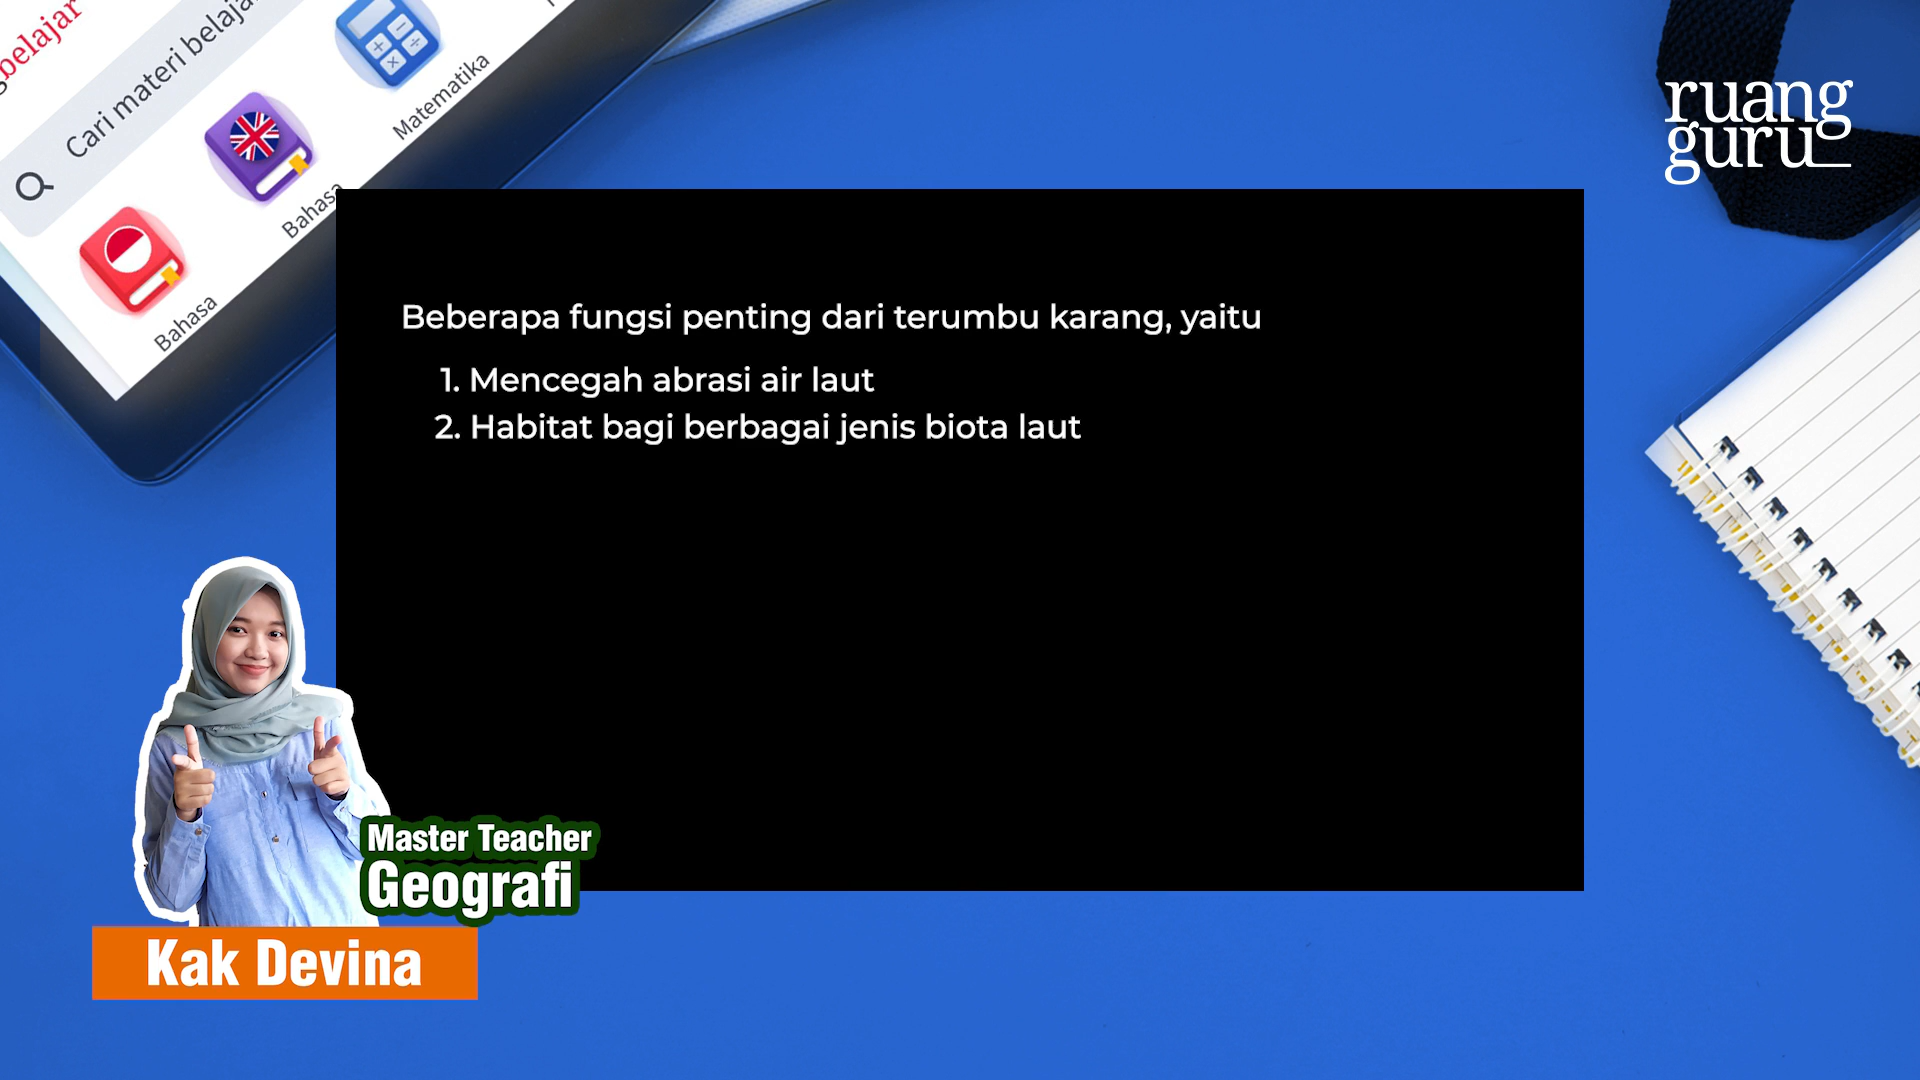 belajar
Cari materi belaja
Matematika
Bahasa
Bahasa
ruang
guru
Beberapa fungsi penting dari terumbu karang, yaitu
1. Mencegah abrasi air laut
2. Habitat bagi berbagai jenis biota laut
Master Teacher
Geografi
Kak Devina